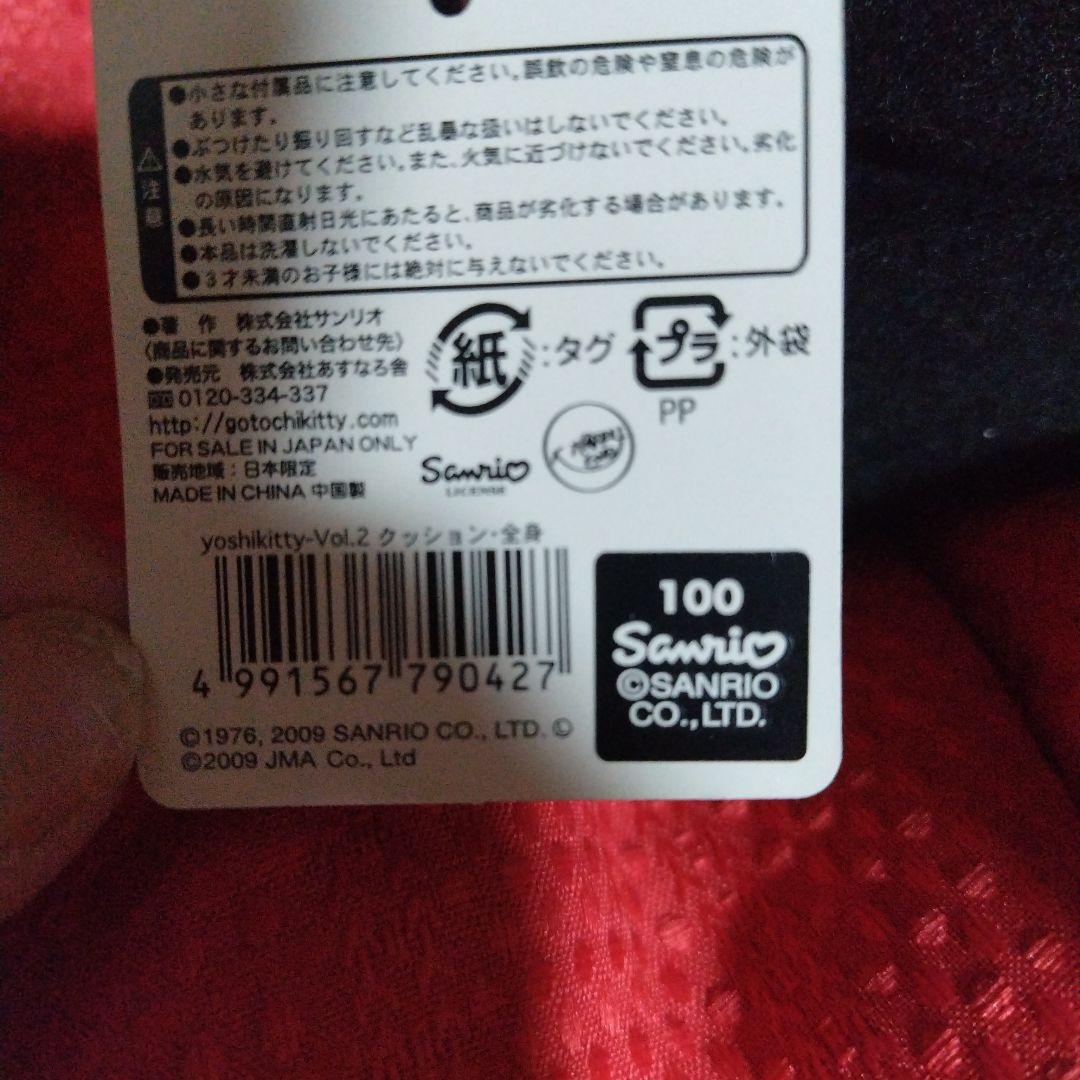 ●小さな付属品に注意してください。誤飲の危険や窒息の危険が
あります。
●ぶつけたり振り回すなど乱暴な扱いはしないでください。
●水気を避けてください。また、火気に近づけないでください。劣化
の原因になります。
●長い時間直射日光にあたると、商品が劣化する場合があります。
●本品は洗濯しないでください。
●3才未満のお子様には絶対に与えないでください。
注意
●著 作 株式会社サンリオ
(商品に関するお問い合わせ先)
●発売元 株式会社あすなろ舎
0120-334-337
http://gotochikitty.com
FOR SALE IN JAPAN ONLY
販売地域:日本限定
MADE IN CHINA 中国製
紙:タグ
プラ:外袋
PP
Sanrio
LICENSE
yoshikitty-Vol.2 クッション・全身
4 991567 790427
100
Sanrio
©SANRIO
CO.,LTD.
©1976, 2009 SANRIO CO., LTD. ©
©2009 JMA Co., Ltd